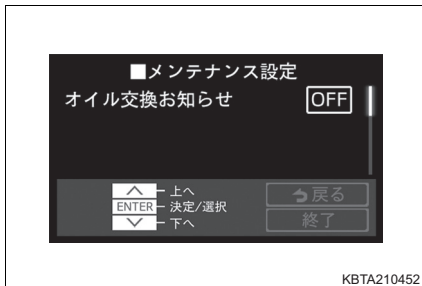 ■メンテナンス設定
オイル交換お知らせ OFF
上へ
ENTER 決定/選択
下へ
戻る
終了
KBTA210452